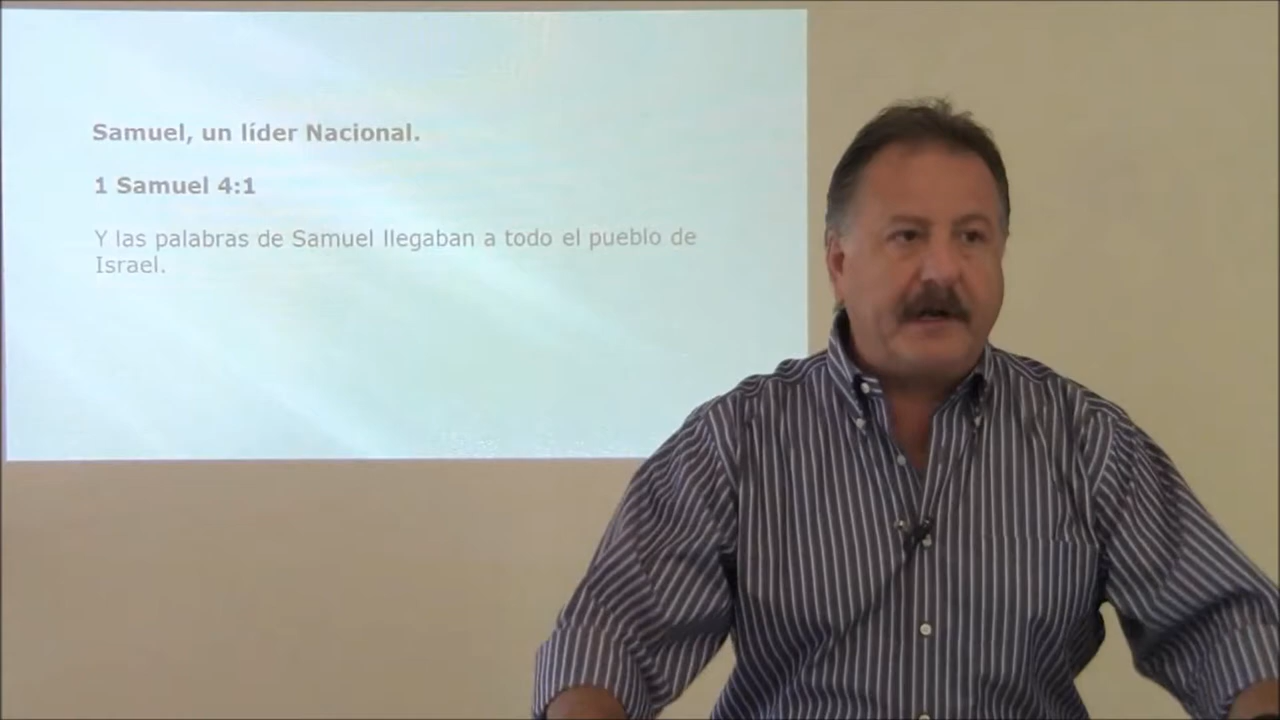 Samuel, un líder Nacional.
1 Samuel 4:1
Y las palabras de Samuel llegaban a todo el pueblo de
Israel.